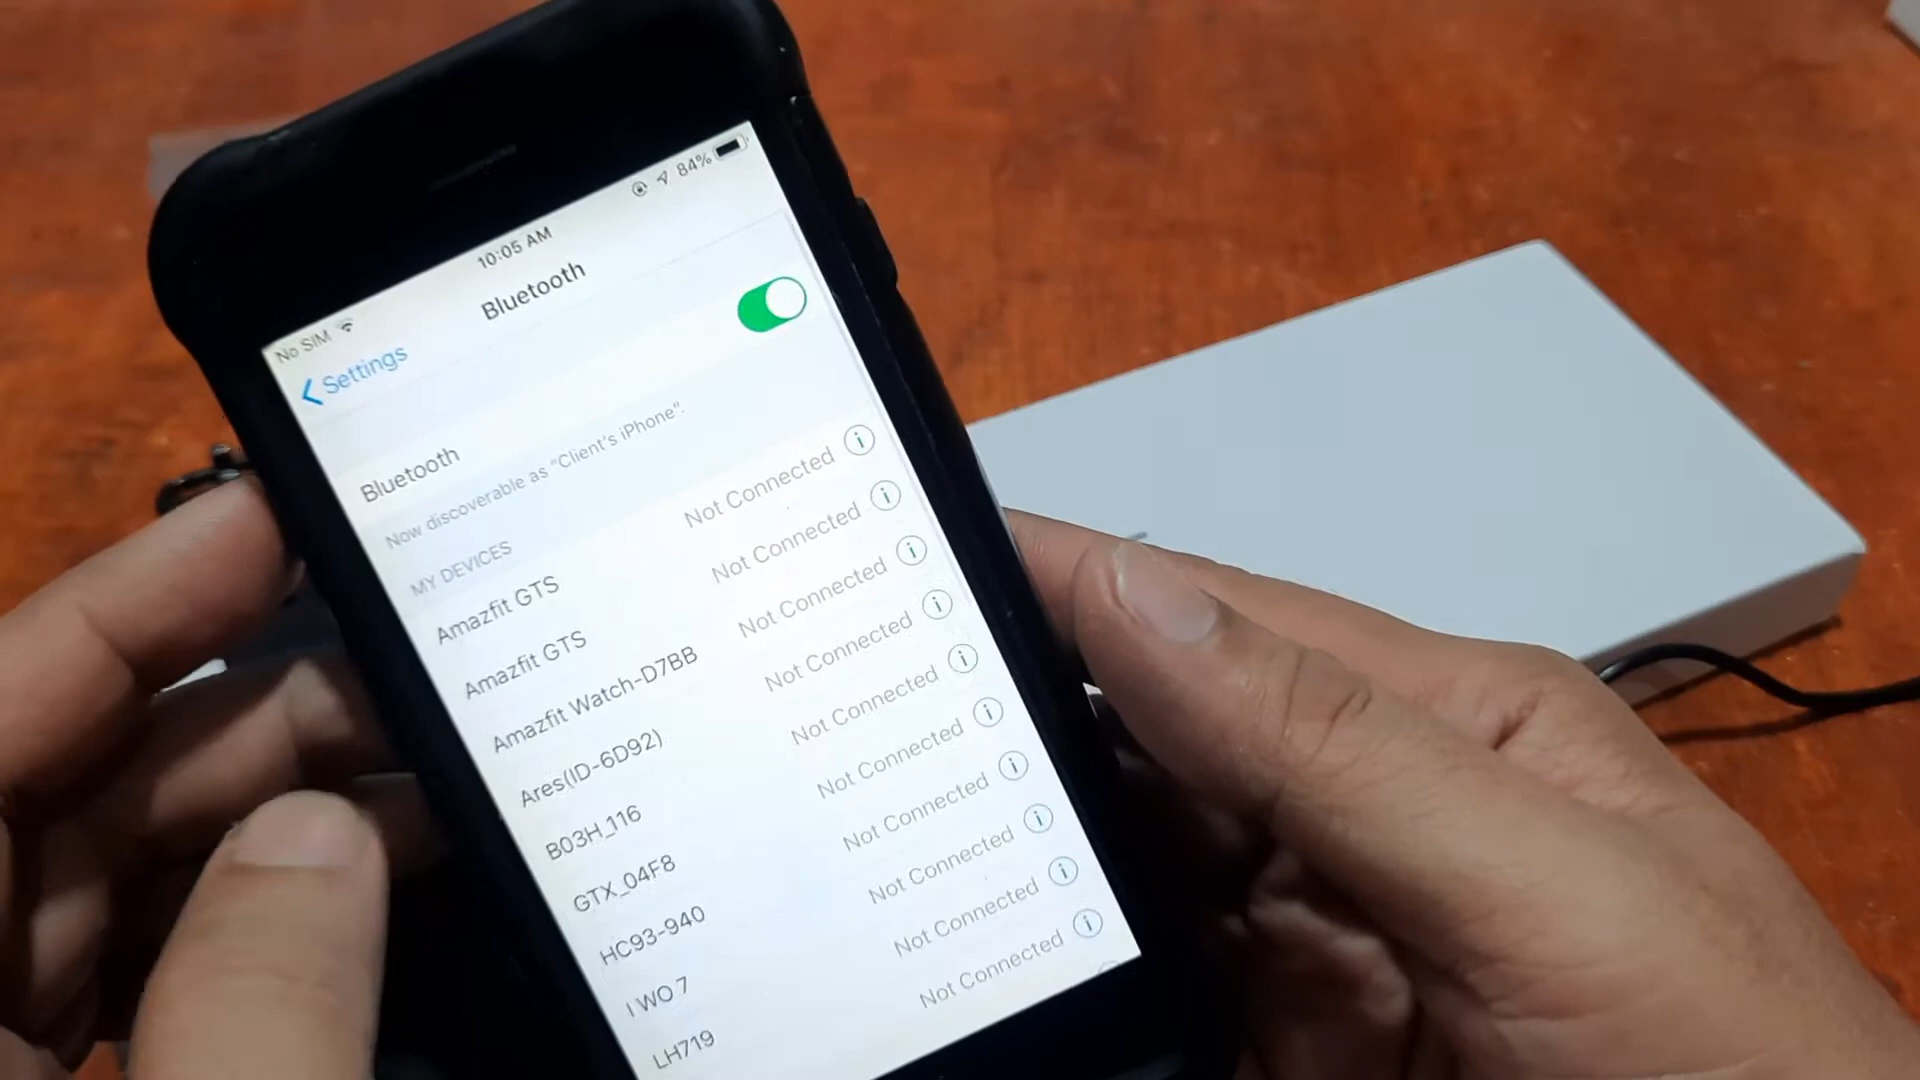 No SIM 10:05 AM 84%
Settings Bluetooth
Bluetooth
Now discoverable as “Client's iPhone”.
MY DEVICES
Amazfit GTS Not Connected
Amazfit GTS Not Connected
Amazfit Watch-D7BB Not Connected
Ares(ID-6D92) Not Connected
B03H_116 Not Connected
GTX_04F8 Not Connected
HC93-940 Not Connected
I WO 7 Not Connected
LH719 Not Connected
Not Connected